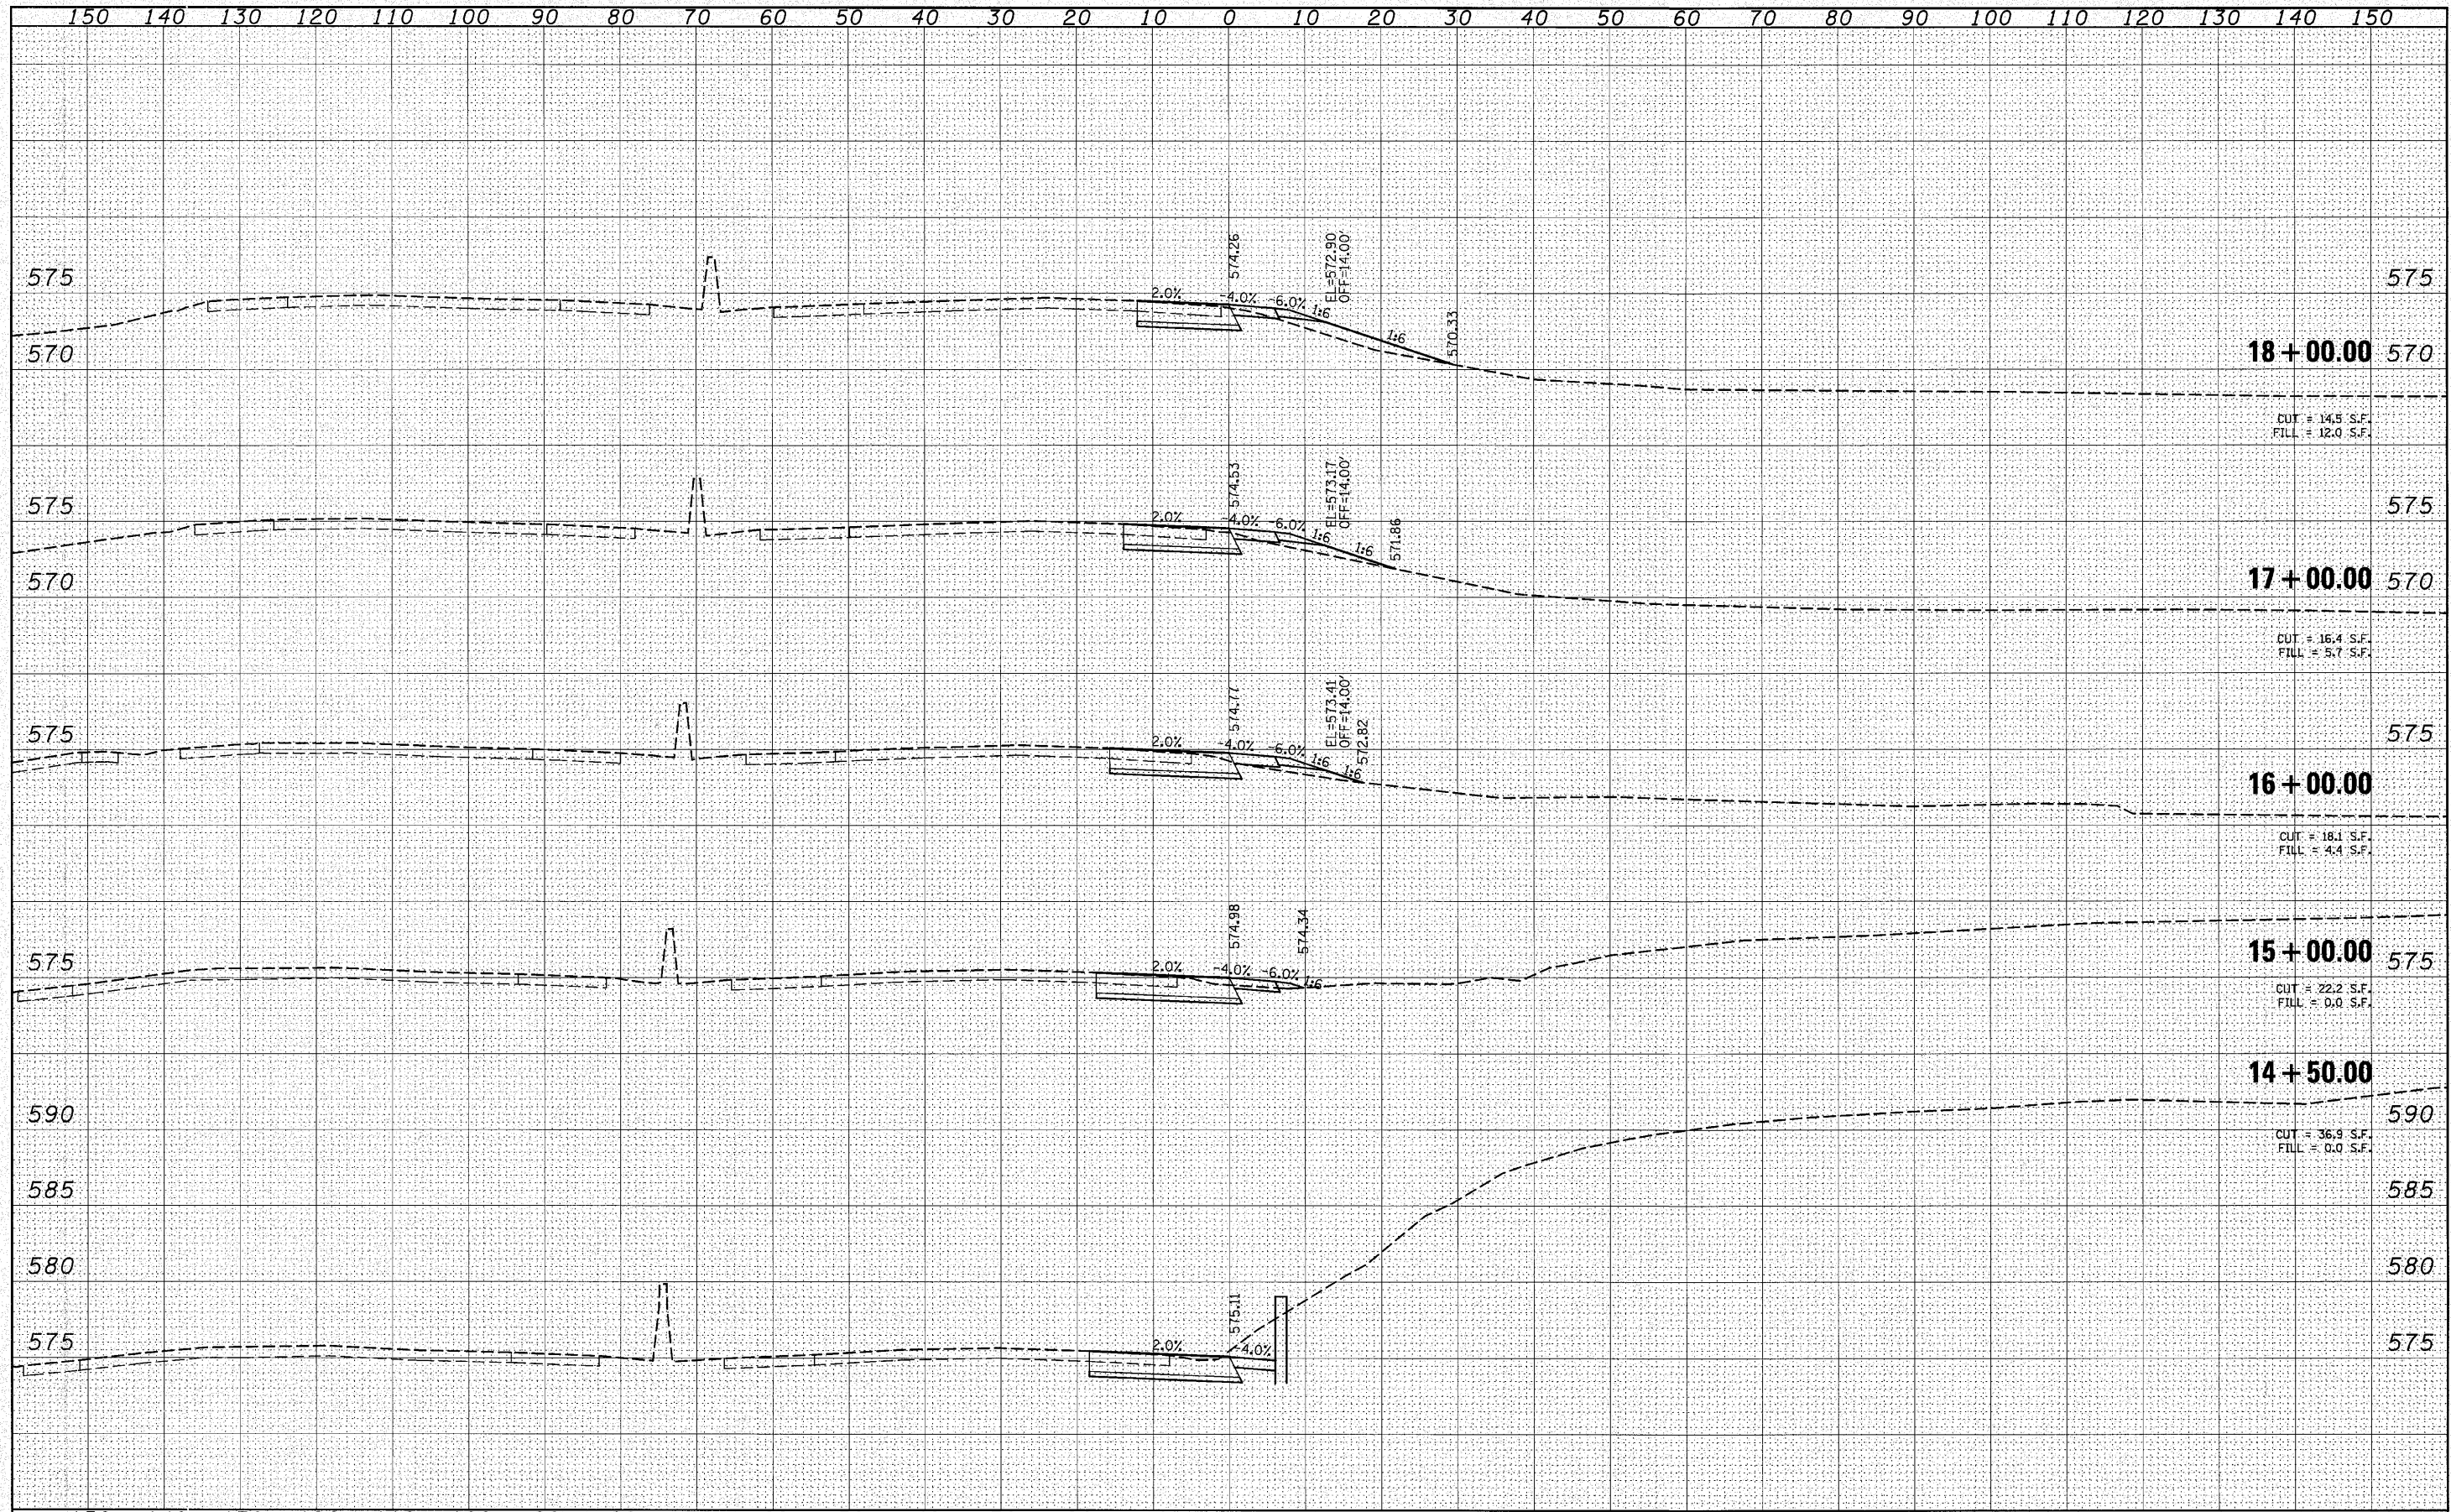 150 140 130 120 110 100 90 80 70 60 50 40 30 20 10 0 10 20 30 40 50 60 70 80 90 100 110 120 130 140 150
574.26
EL=572.90
OFF=14.00'
575 575
2.0% -4.0% -6.0% 1:6
1:6
570.33
570 18+00.00 570
CUT = 14.5 S.F.
FILL = 12.0 S.F.
574.53
EL=573.17
OFF=14.00'
575 575
2.0% -4.0% -6.0% 1:6 1:6
571.86
570 17+00.00 570
CUT = 16.4 S.F.
FILL = 5.7 S.F.
574.77
EL=573.41
OFF=14.00'
572.82
575 575
2.0% -4.0% -6.0% 1:6 1:6
16+00.00
CUT = 18.1 S.F.
FILL = 4.4 S.F.
574.98
574.34
15+00.00
575 575
2.0% -4.0% -6.0% 1:6
CUT = 22.2 S.F.
FILL = 0.0 S.F.
14+50.00
590 590
CUT = 36.9 S.F.
FILL = 0.0 S.F.
585 585
580 580
575.11
575 575
2.0% -4.0%